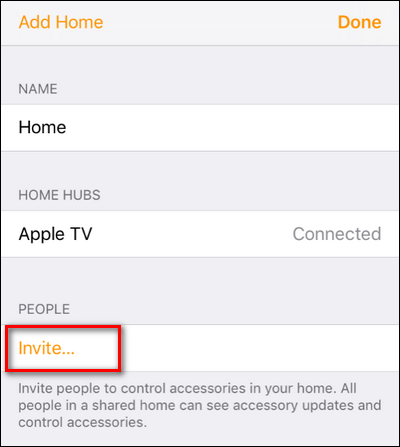 Add Home Done
NAME
Home
HOME HUBS
Apple TV Connected
PEOPLE
Invite...
Invite people to control accessories in your home. All
people in a shared home can see accessory updates and
control accessories.